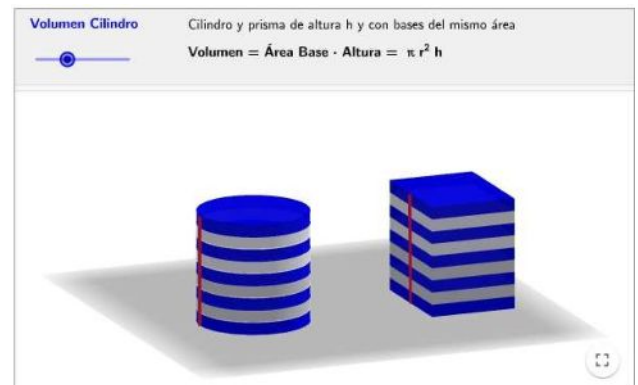 Volumen Cilindro
Cilindro y prisma de altura h y con bases del mismo área
Volumen = Área Base · Altura = π r² h